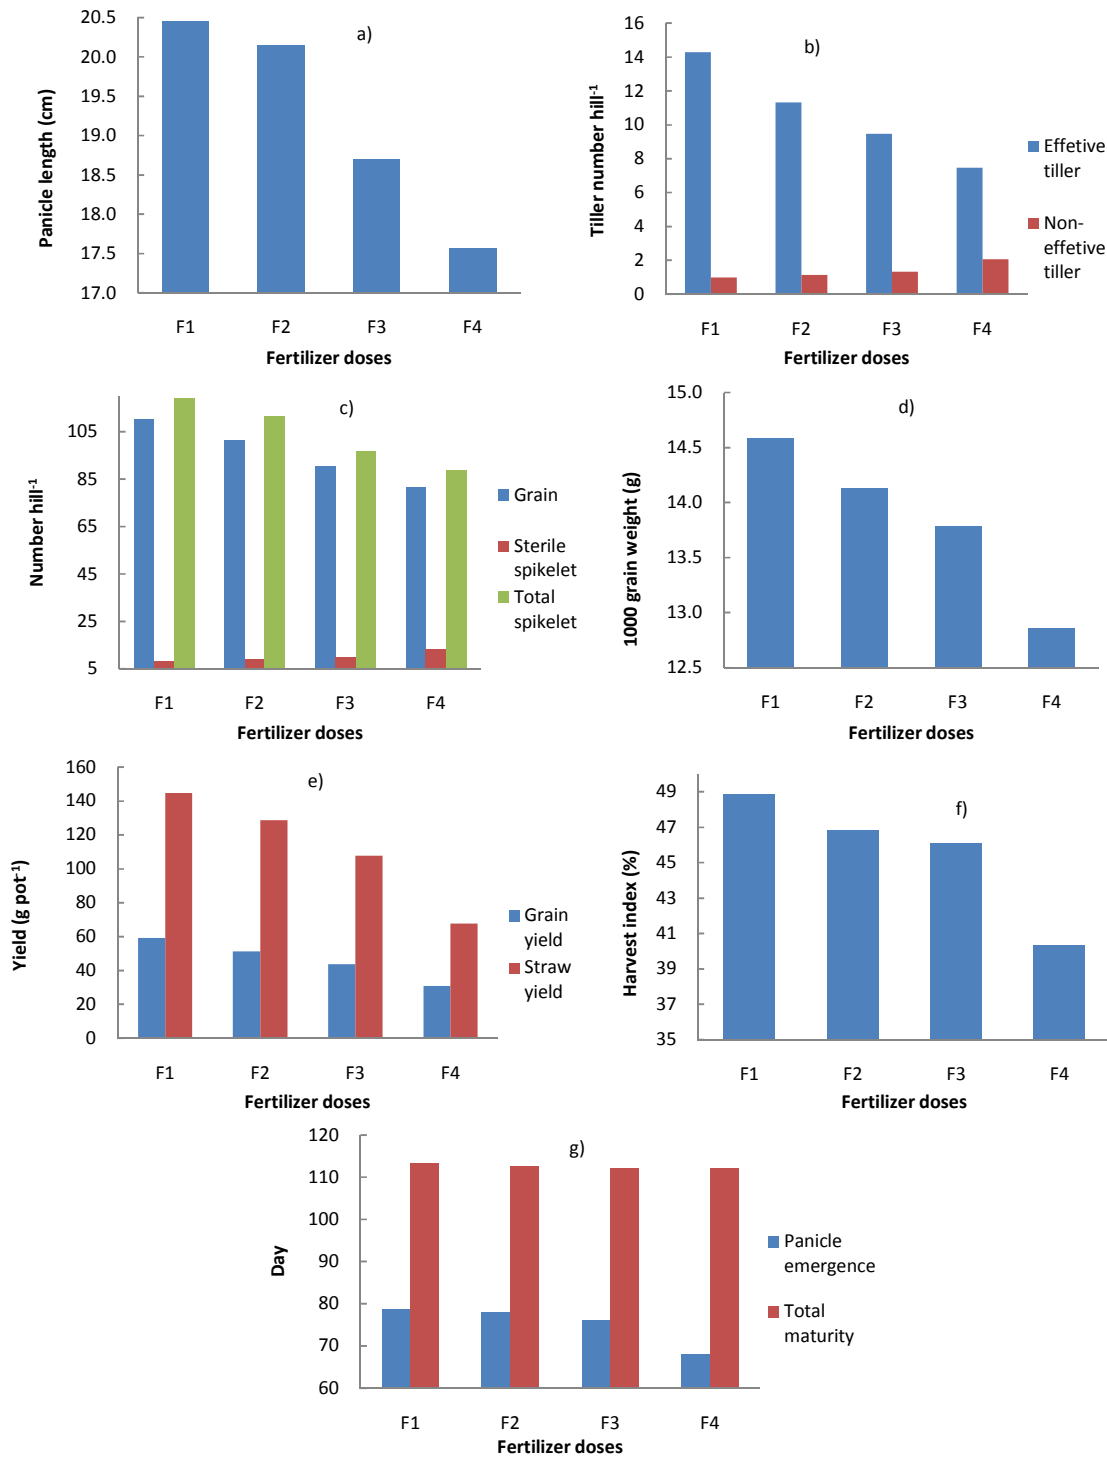 a)
Panicle length (cm)
20.5
20.0
19.5
19.0
18.5
18.0
17.5
17.0
F1 F2 F3 F4
Fertilizer doses
b)
Tiller number hill-1
16
14
12
10
8
6
4
2
0
F1 F2 F3 F4
Fertilizer doses
Effetive
tiller
Non-
effetive
tiller
c)
Number hill-1
105
85
65
45
25
5
F1 F2 F3 F4
Fertilizer doses
Grain
Sterile
spikelet
Total
spikelet
d)
1000 grain weight (g)
15.0
14.5
14.0
13.5
13.0
12.5
F1 F2 F3 F4
Fertilizer doses
e)
Yield (g pot-1)
160
140
120
100
80
60
40
20
0
F1 F2 F3 F4
Fertilizer doses
Grain
yield
Straw
yield
f)
Harvest index (%)
49
47
45
43
41
39
37
35
F1 F2 F3 F4
Fertilizer doses
g)
Day
120
110
100
90
80
70
60
F1 F2 F3 F4
Fertilizer doses
Panicle
emergence
Total
maturity